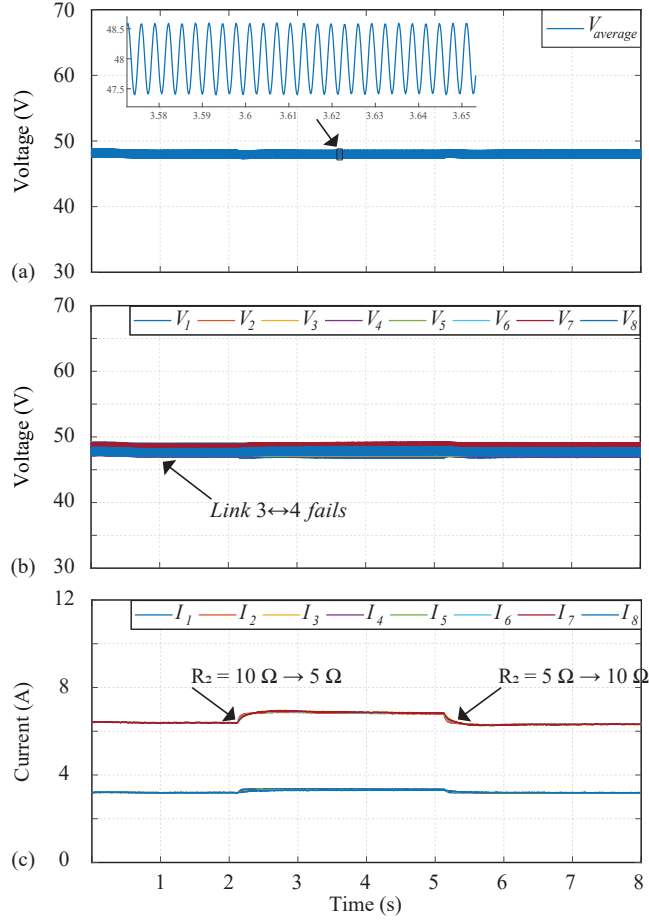 70
60
50
40
30
Voltage (V)
(a)
48.5
48
47.5
3.58 3.59 3.6 3.61 3.62 3.63 3.64 3.65
V_average
70
60
50
40
30
Voltage (V)
(b)
V_1 V_2 V_3 V_4 V_5 V_6 V_7 V_8
Link 3↔4 fails
12
8
4
0
Current (A)
(c)
I_1 I_2 I_3 I_4 I_5 I_6 I_7 I_8
R₂ = 10 Ω → 5 Ω
R₂ = 5 Ω → 10 Ω
1 2 3 4 5 6 7 8
Time (s)